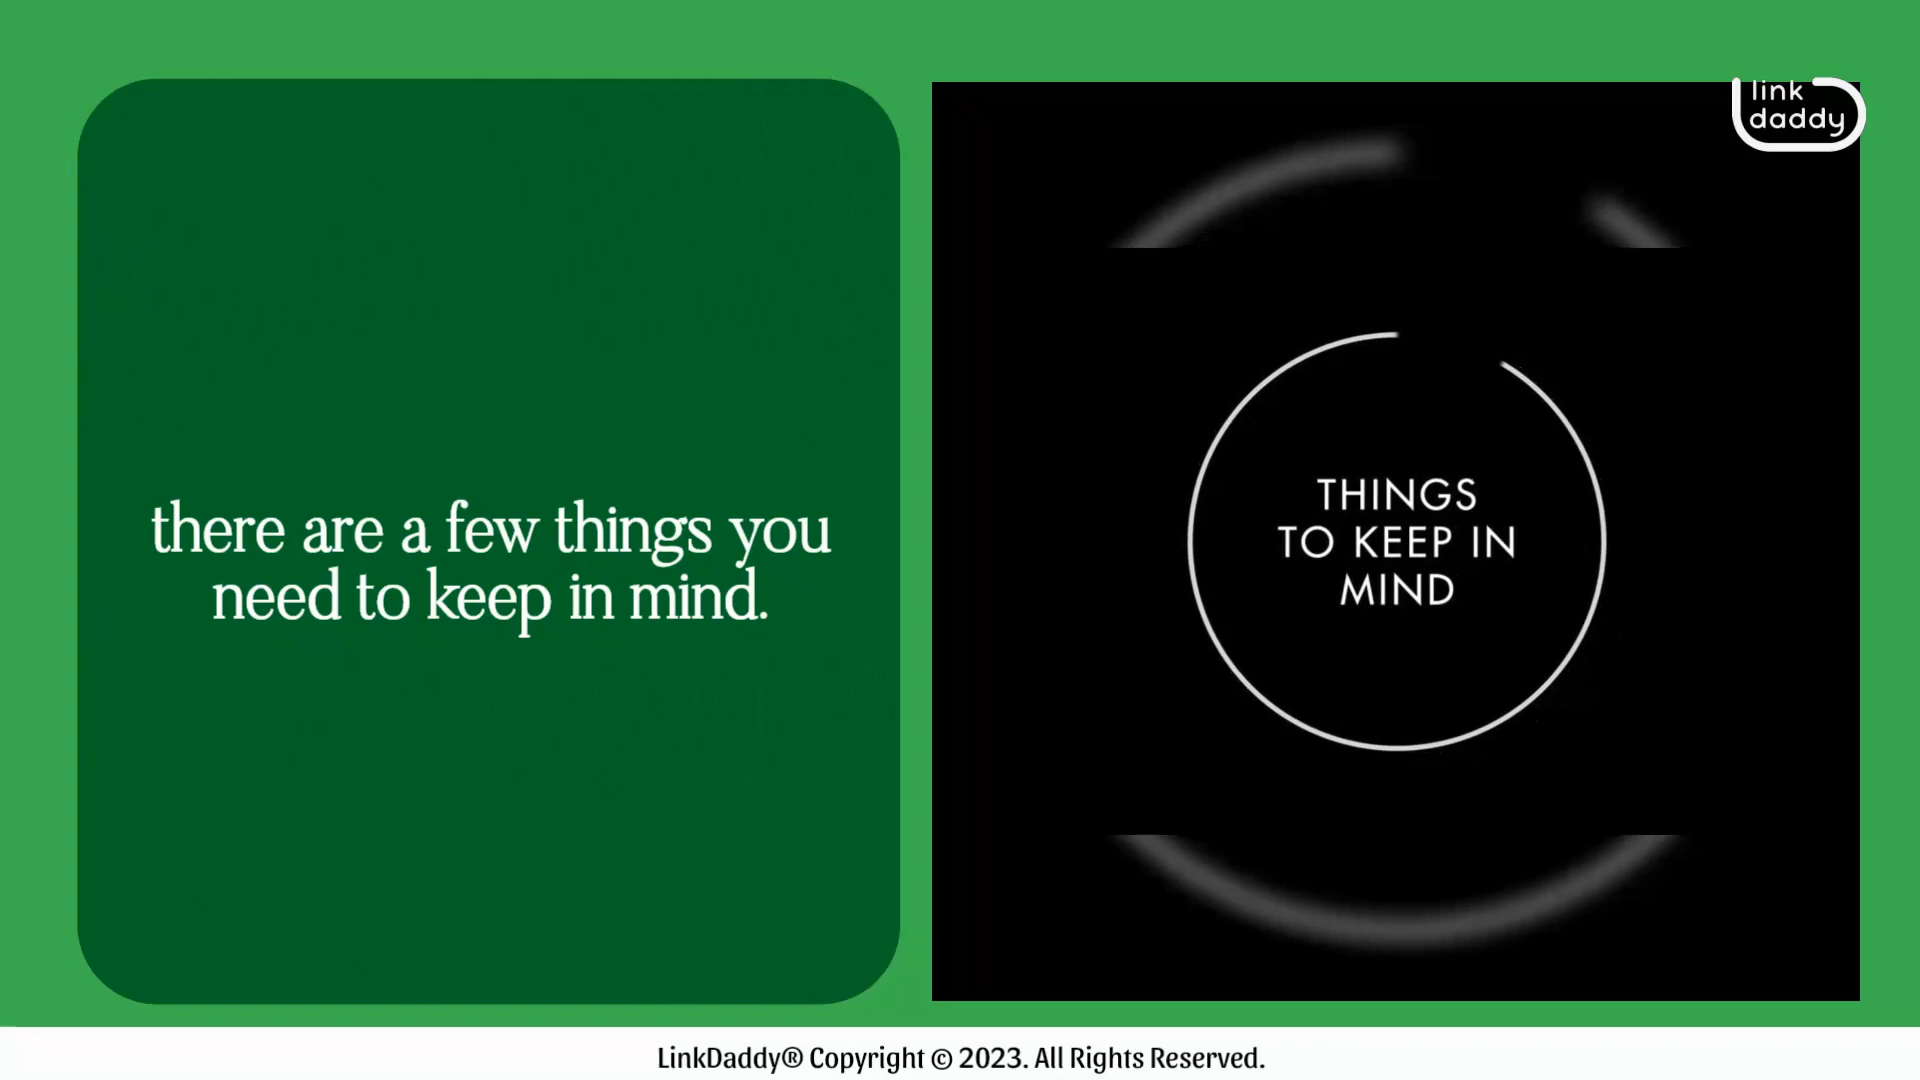 there are a few things you
need to keep in mind.
link
daddy
THINGS
TO KEEP IN
MIND
LinkDaddy® Copyright © 2023. All Rights Reserved.